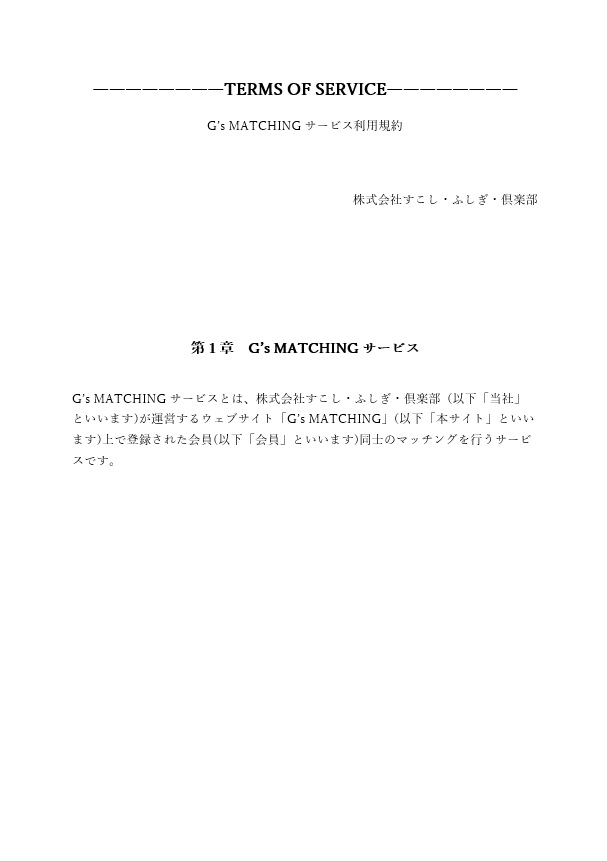 ————————TERMS OF SERVICE————————
G’s MATCHING サービス利用規約
株式会社すこし・ふしぎ・倶楽部
第 1 章　G’s MATCHING サービス
G’s MATCHING サービスとは、株式会社すこし・ふしぎ・倶楽部（以下「当社」
といいます)が運営するウェブサイト「G’s MATCHING」(以下「本サイト」といい
ます)上で登録された会員(以下「会員」といいます)同士のマッチングを行うサービ
スです。